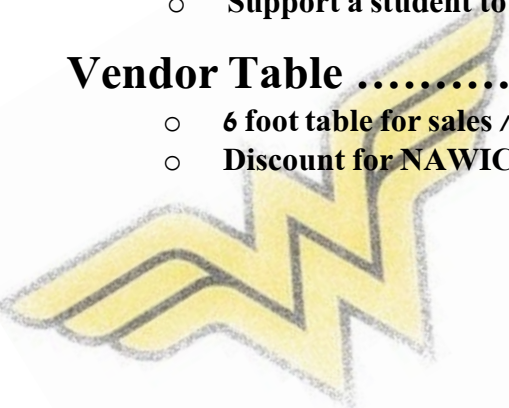 ○ Support a student to
Vendor Table ……….
○ 6 foot table for sales /
○ Discount for NAWIC